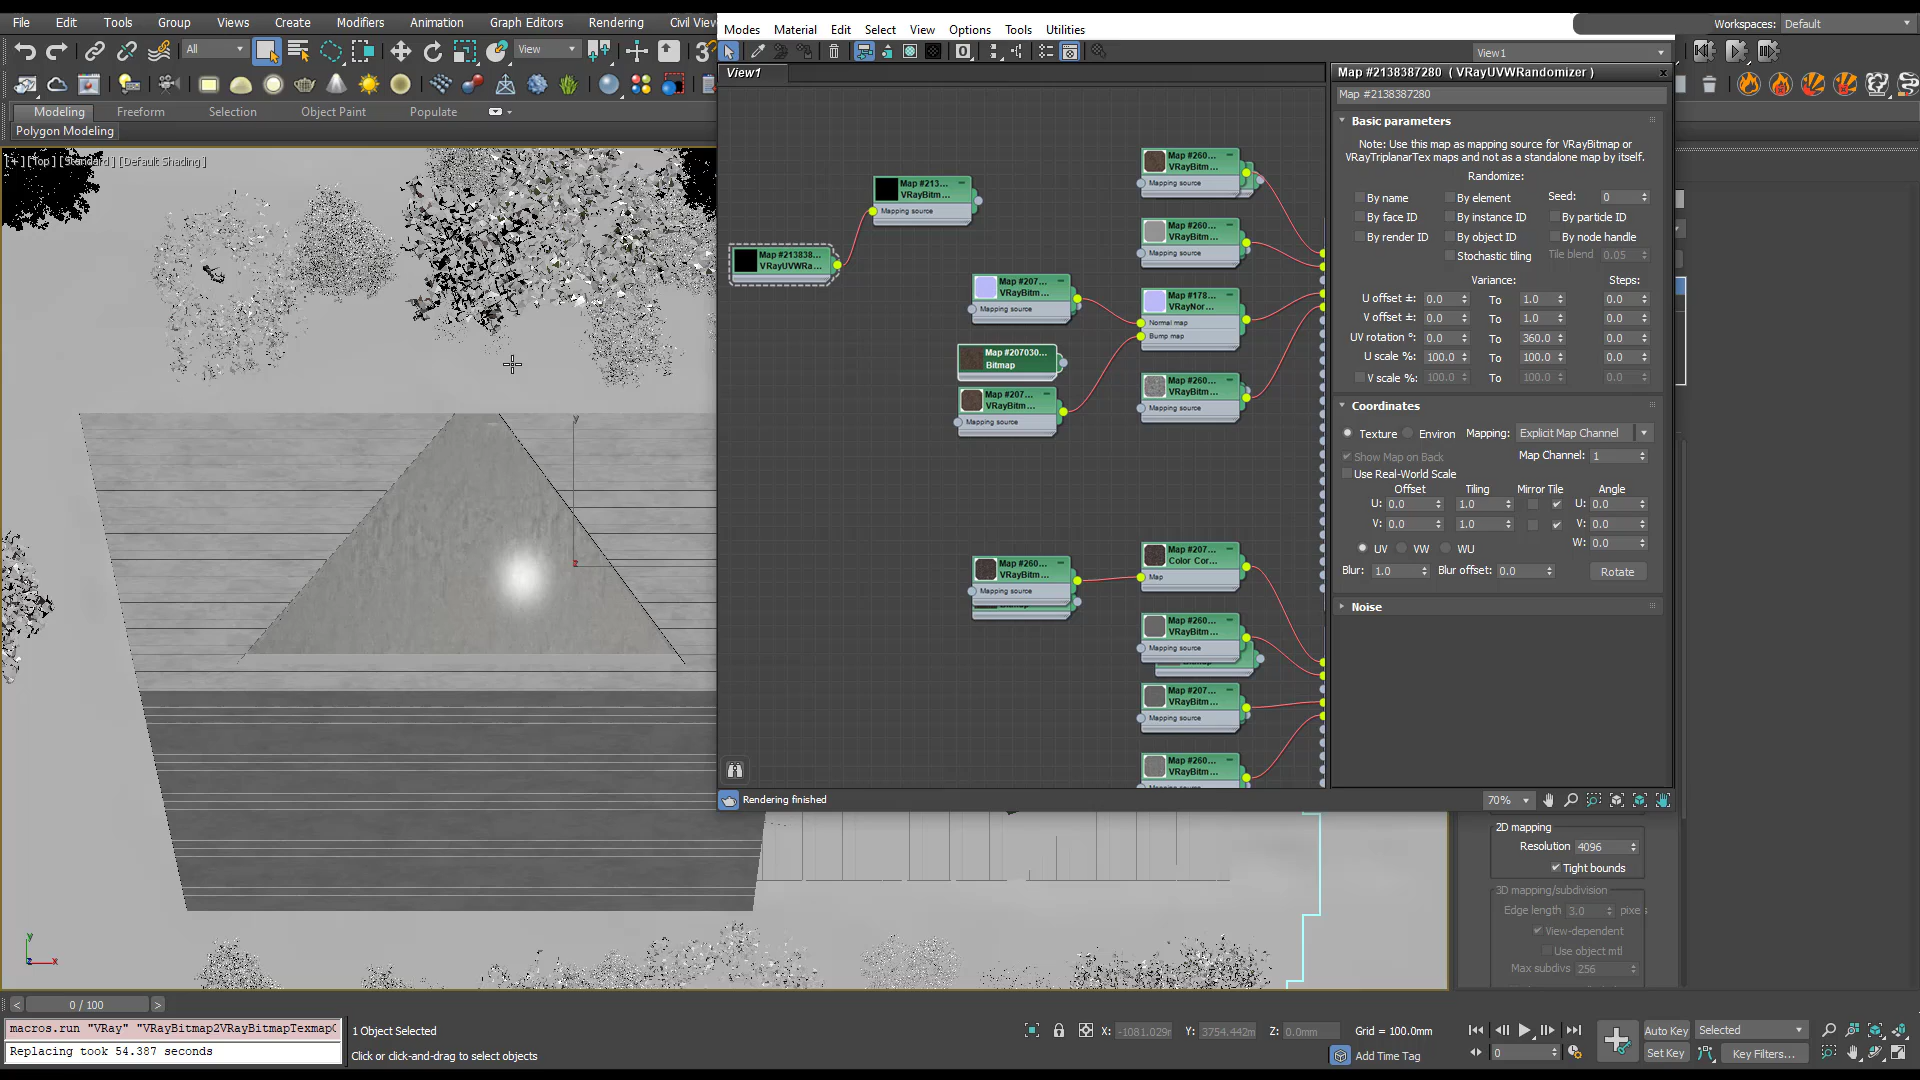 File Edit Tools Group Views Create Modifiers Animation Graph Editors Rendering Civil View
Workspaces: Default
Modes Material Edit Select View Options Tools Utilities
All
View
View1
Modeling Freeform Selection Object Paint Populate
Polygon Modeling
[+] [Top] [Standard] [Default Shading]
View1
Map #2138387280 ( VRayUVWRandomizer )
Map #2138387280
Basic parameters
Note: Use this map as mapping source for VRayBitmap or
VRayTriplanarTex maps and not as a standalone map by itself.
Randomize:
By name By element Seed: 0
By face ID By instance ID By particle ID
By render ID By object ID By node handle
Stochastic tiling Tile blend 0.05
Variance: Steps:
U offset ±: 0.0 To 1.0 0.0
V offset ±: 0.0 To 1.0 0.0
UV rotation °: 0.0 To 360.0 0.0
U scale %: 100.0 To 100.0 0.0
V scale %: 100.0 To 100.0 0.0
Coordinates
Texture Environ Mapping: Explicit Map Channel
Show Map on Back Map Channel: 1
Use Real-World Scale
Offset Tiling Mirror Tile Angle
U: 0.0 1.0 U: 0.0
V: 0.0 1.0 V: 0.0
W: 0.0
UV VW WU
Blur: 1.0 Blur offset: 0.0 Rotate
Noise
Map #213...
VRayBitm...
Mapping source
Map #213838...
VRayUVWRa...
Map #207...
VRayBitm...
Mapping source
Map #207030...
Bitmap
Map #207...
VRayBitm...
Mapping source
Map #260...
VRayBitm...
Mapping source
Map #260...
VRayBitm...
Mapping source
Map #178...
VRayNor...
Normal map
Bump map
Map #260...
VRayBitm...
Mapping source
Map #260...
VRayBitm...
Mapping source
Map #207...
Color Cor...
Map
Map #260...
VRayBitm...
Mapping source
Map #207...
VRayBitm...
Mapping source
Map #260...
VRayBitm...
Rendering finished
70%
2D mapping
Resolution 4096
Tight bounds
3D mapping/subdivision
Edge length 3.0 pixe
View-dependent
Use object mtl
Max subdivs 256
y
z
y
z
x
< 0 / 100 >
macros.run "VRay" "VRayBitmap2VRayBitmapTexmap
Replacing took 54.387 seconds
1 Object Selected
Click or click-and-drag to select objects
X: -1081.029m Y: 3754.442m Z: 0.0mm Grid = 100.0mm
Add Time Tag
0
Auto Key Selected
Set Key Key Filters...